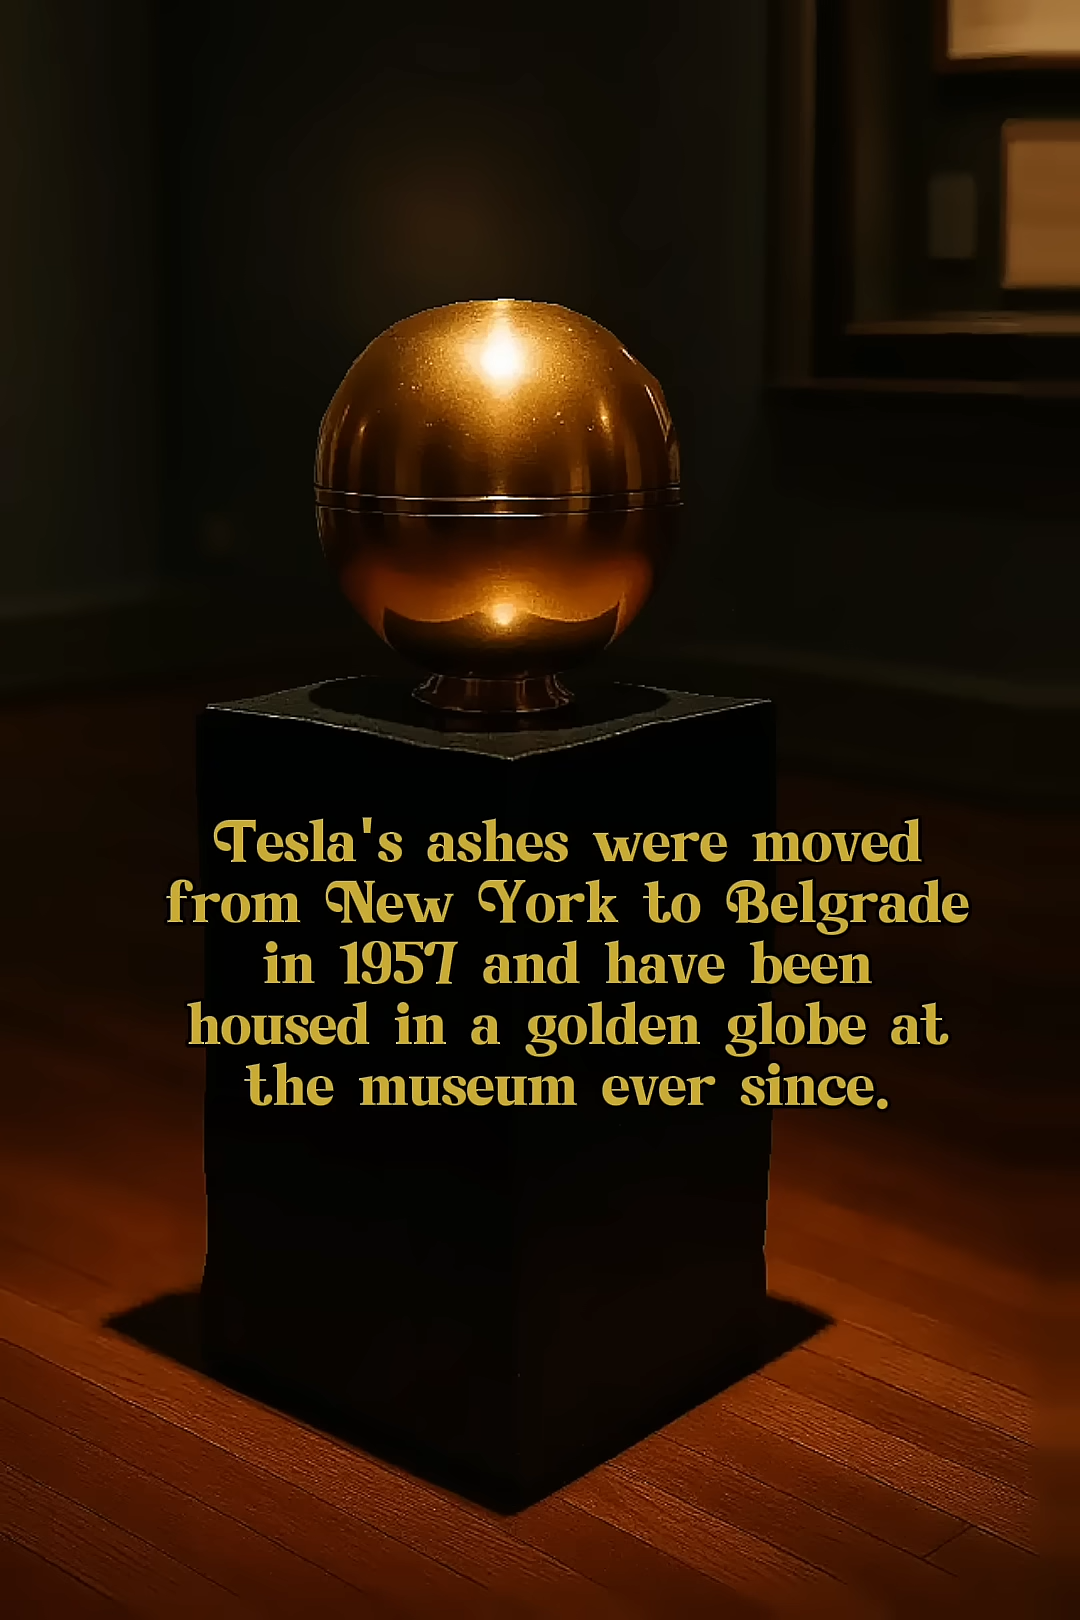 Tesla's ashes were moved
from New York to Belgrade
in 1957 and have been
housed in a golden globe at
the museum ever since.